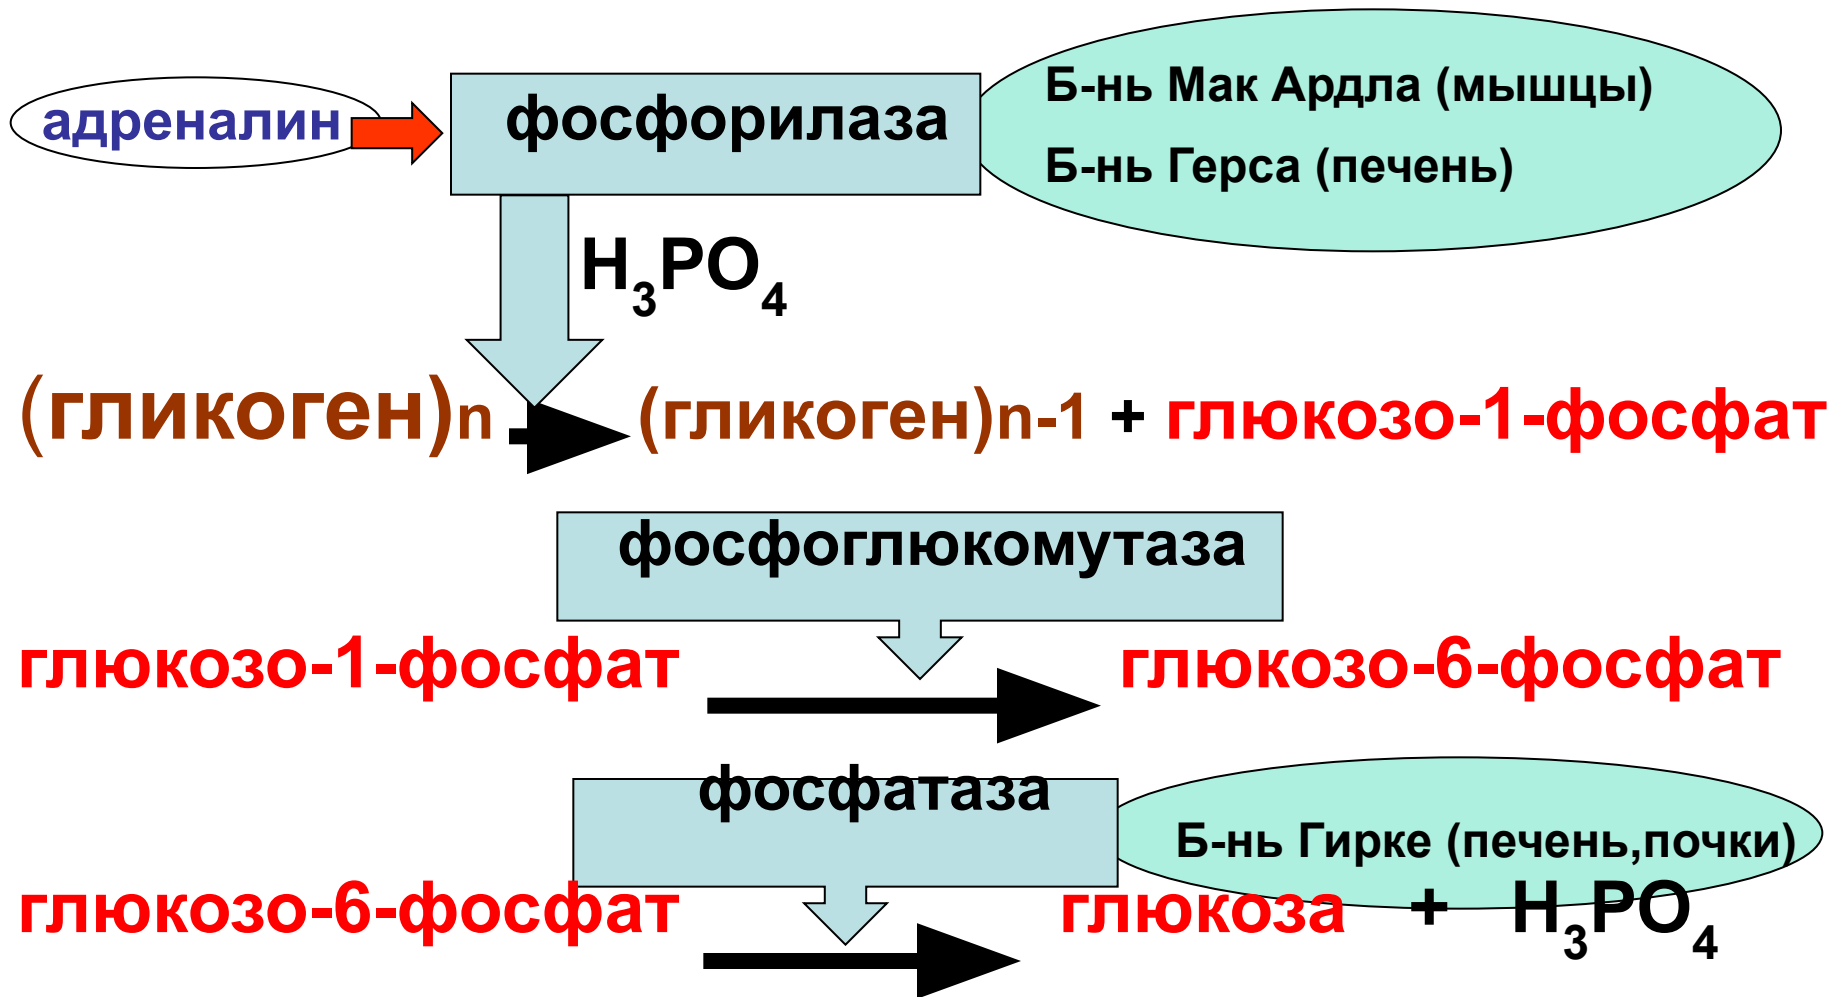 адреналин
фосфорилаза
Б-нь Мак Ардла (мышцы)
Б-нь Герса (печень)
H₃PO₄
(гликоген)n (гликоген)n-1 + глюкозо-1-фосфат
фосфоглюкомутаза
глюкозо-1-фосфат глюкозо-6-фосфат
фосфатаза
Б-нь Гирке (печень,почки)
глюкозо-6-фосфат глюкоза + H₃PO₄